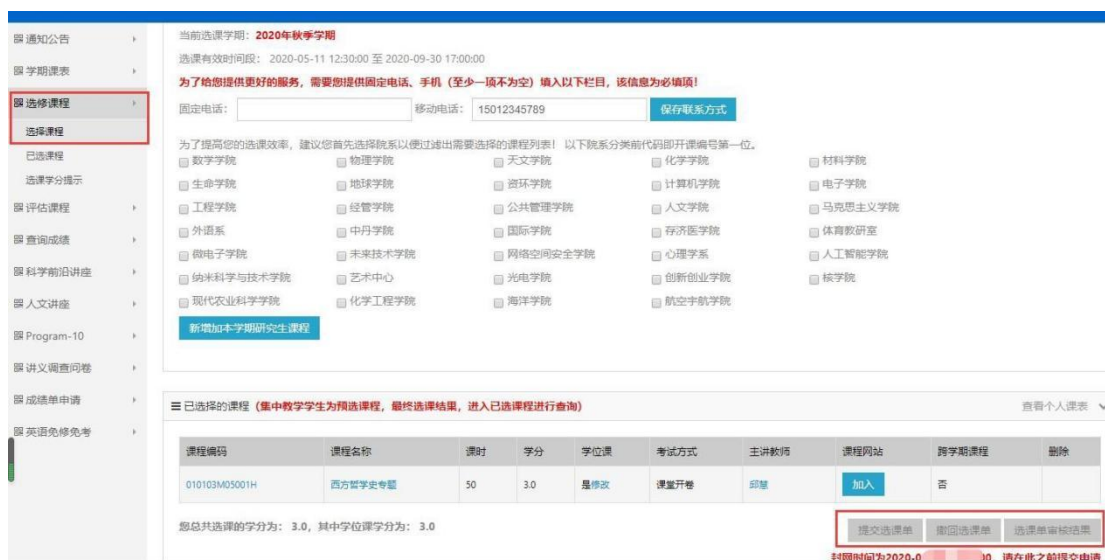 通知公告
学期课表
选修课程
选择课程
已选课程
选课学分提示
评估课程
查询成绩
科学前沿讲座
人文讲座
Program-10
讲义调查问卷
成绩单申请
英语免修免考
当前选课学期：2020年秋季学期
选课有效时间段： 2020-05-11 12:30:00 至 2020-09-30 17:00:00
为了给您提供更好的服务，需要您提供固定电话、手机（至少一项不为空）填入以下栏目，该信息为必填项！
固定电话： 移动电话： 15012345789 保存联系方式
为了提高您的选课效率，建议您首先选择院系以便过滤出需要选择的课程列表！ 以下院系分类前代码即开课编号第一位。
数学学院 物理学院 天文学院 化学学院 材料学院
生命学院 地球学院 资环学院 计算机学院 电子学院
工程学院 经管学院 公共管理学院 人文学院 马克思主义学院
外语系 中丹学院 国际学院 存济医学院 体育教研室
微电子学院 未来技术学院 网络空间安全学院 心理学系 人工智能学院
纳米科学与技术学院 艺术中心 光电学院 创新创业学院 核学院
现代农业科学学院 化学工程学院 海洋学院 航空宇航学院
新增加本学期研究生课程
已选择的课程（集中教学学生为预选课程，最终选课结果，进入已选课程进行查询） 查看个人课表
课程编码 课程名称 课时 学分 学位课 考试方式 主讲教师 课程网站 跨学期课程 删除
010103M05001H 西方哲学史专题 50 3.0 是修改 课堂开卷 邱慧 加入 否
您总共选课的学分为： 3.0，其中学位课学分为： 3.0
提交选课单 撤回选课单 选课单审核结果
封网时间为2020-0 00，请在此之前提交申请